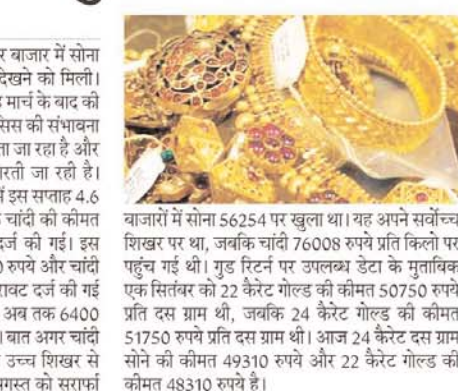 र बाजार में सोना
देखने को मिली।
मार्च के बाद की
सिस की संभावना
ता जा रहा है और
रती जा रही है।
में इस सप्ताह 4.6
चांदी की कीमत
दर्ज की गई। इस
रुपये और चांदी
रावट दर्ज की गई
अब तक 6400
। बात अगर चांदी
उच्च शिखर से
गस्त को सर्राफा
बाजारों में सोना 56254 पर खुला था। यह अपने सर्वोच्च
शिखर पर था, जबकि चांदी 76008 रुपये प्रति किलो पर
पहुंच गई थी। गुड रिटर्न पर उपलब्ध डेटा के मुताबिक
एक सितंबर को 22 कैरेट गोल्ड की कीमत 50750 रुपये
प्रति दस ग्राम थी, जबकि 24 कैरेट गोल्ड की कीमत
51750 रुपये प्रति दस ग्राम थी। आज 24 कैरेट दस ग्राम
सोने की कीमत 49310 रुपये और 22 कैरेट गोल्ड की
कीमत 48310 रुपये है।